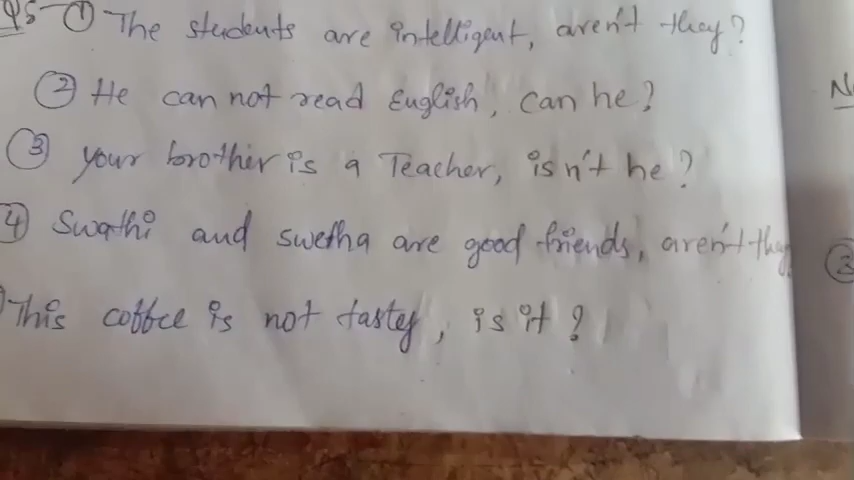 Q5 ① The students are intelligent, aren't they?
② He can not read English, can he?
③ your brother is a Teacher, isn't he?
④ Swathi and swetha are good friends, aren't they
This coffee is not tastey, is it?
③